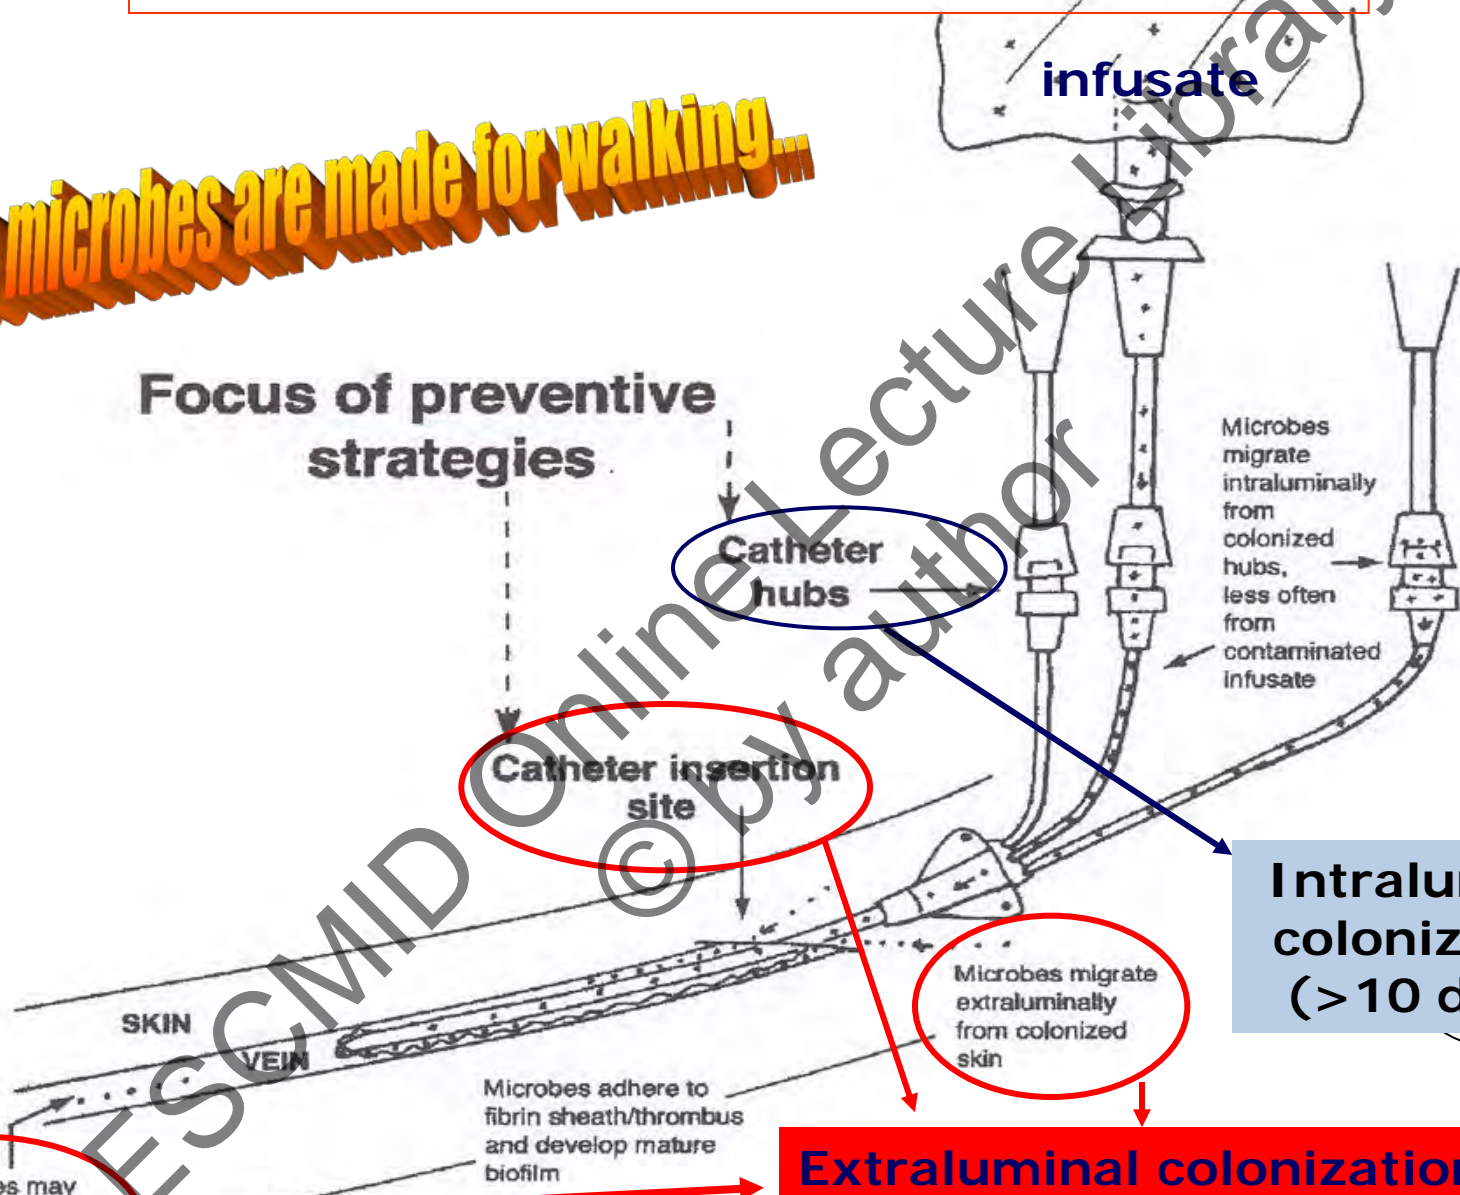 infusate
microbes are made for walking...
Focus of preventive
strategies
Catheter
hubs
Microbes
migrate
intraluminally
from
colonized
hubs,
less often
from
contaminated
infusate
Catheter insertion
site
Intralu
coloniz
(>10 d
SKIN
VEIN
Microbes migrate
extraluminally
from colonized
skin
Microbes adhere to
fibrin sheath/thrombus
and develop mature
biofilm
Extraluminal colonization
es may
ESCMID Online Lecture Library
© by author